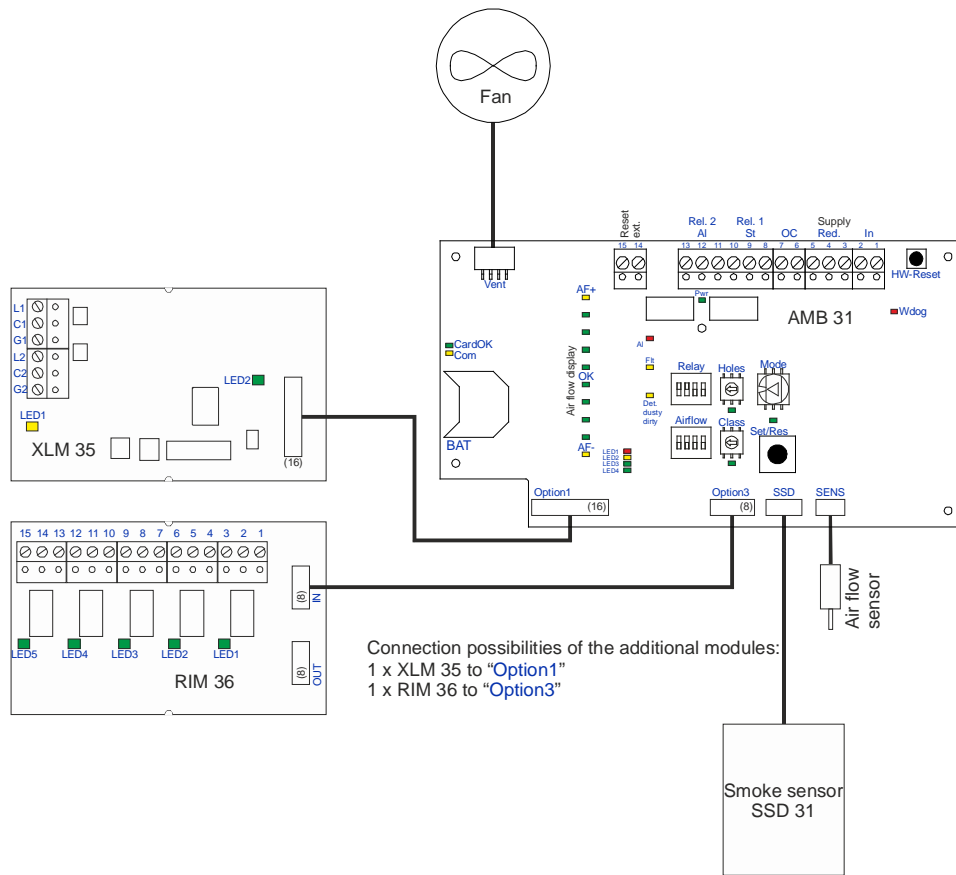 Fan
Reset
ext.
Rel. 2
Al
Rel. 1
St
OC
Supply
Red.
In
15 14
13 12 11 10 9 8
7 6
5 4 3
2 1
Vent
HW-Reset
AF+
Pwr
AMB 31
Wdog
Al
CardOK
Com
Air flow display
OK
Flt
Relay
Holes
Mode
Det.
dusty
dirty
Airflow
Class
Set/Res
BAT
AF-
LED1
LED2
LED3
LED4
Option1
(16)
Option3
(8)
SSD
SENS
L1
C1
G1
L2
C2
G2
LED2
LED1
XLM 35
(16)
15 14 13 12 11 10 9 8 7 6 5 4 3 2 1
(8)
IN
LED5
LED4
LED3
LED2
LED1
(8)
OUT
RIM 36
Air flow
sensor
Connection possibilities of the additional modules:
1 x XLM 35 to “Option1”
1 x RIM 36 to “Option3”
Smoke sensor
SSD 31